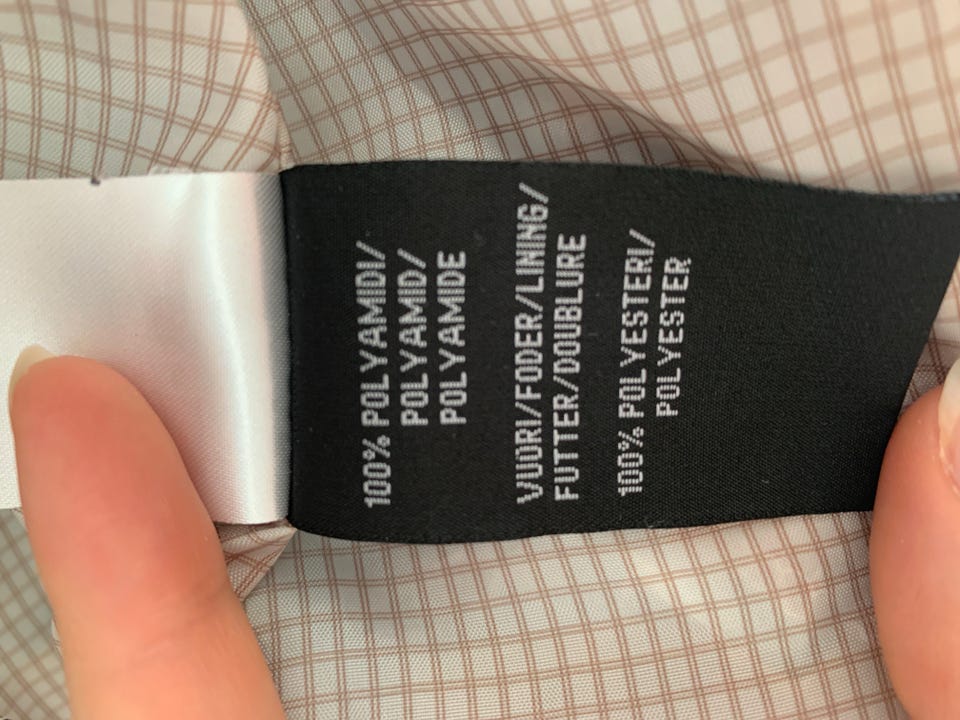 100% POLYAMIDI/
POLYAMID/
POLYAMIDE
VUORI/FODER/LINING/
FUTTER/DOUBLURE
100% POLYESTERI/
POLYESTER